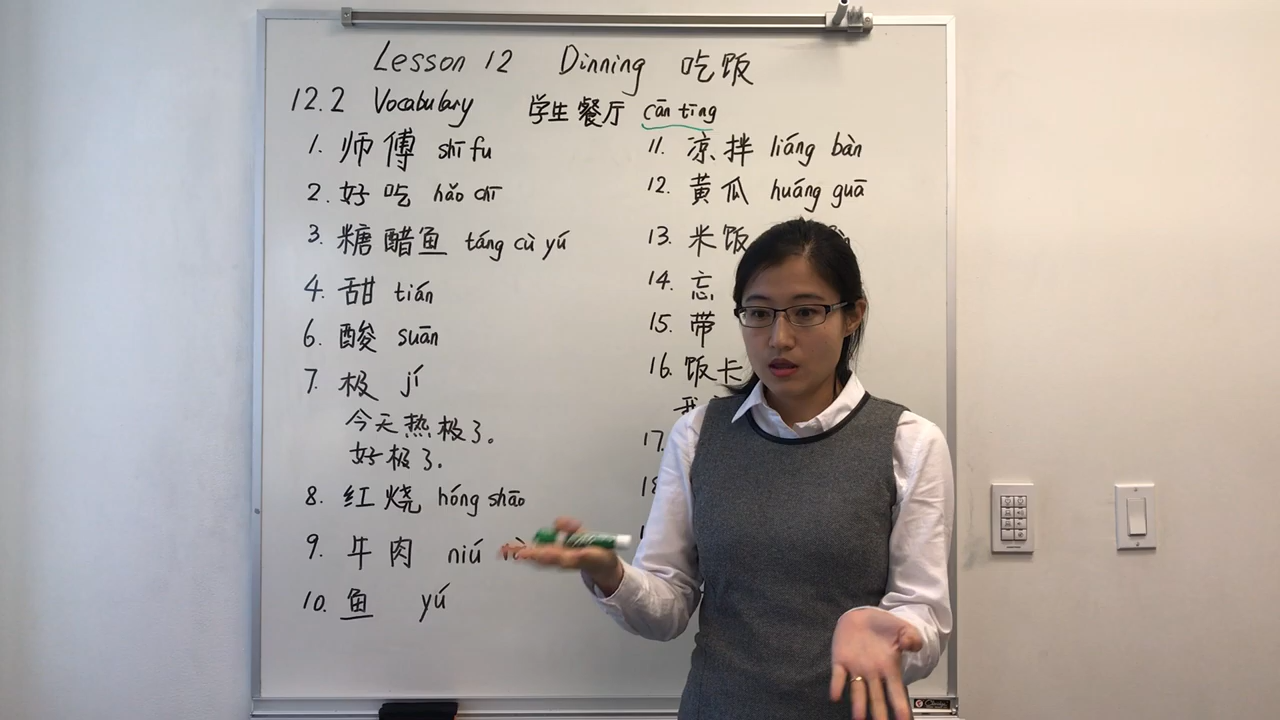 Lesson 12 Dinning 吃饭
12.2 Vocabulary 学生餐厅 cān tīng
1. 师傅 shī fu
2. 好吃 hǎo chī
3. 糖醋鱼 táng cù yú
4. 甜 tián
6. 酸 suān
7. 极 jí
今天热极了。
好极了.
8. 红烧 hóng shāo
9. 牛肉 niú
10. 鱼 yú
11. 凉拌 liáng bàn
12. 黄瓜 huáng guā
13. 米饭
14. 忘
15. 带
16. 饭卡
17.